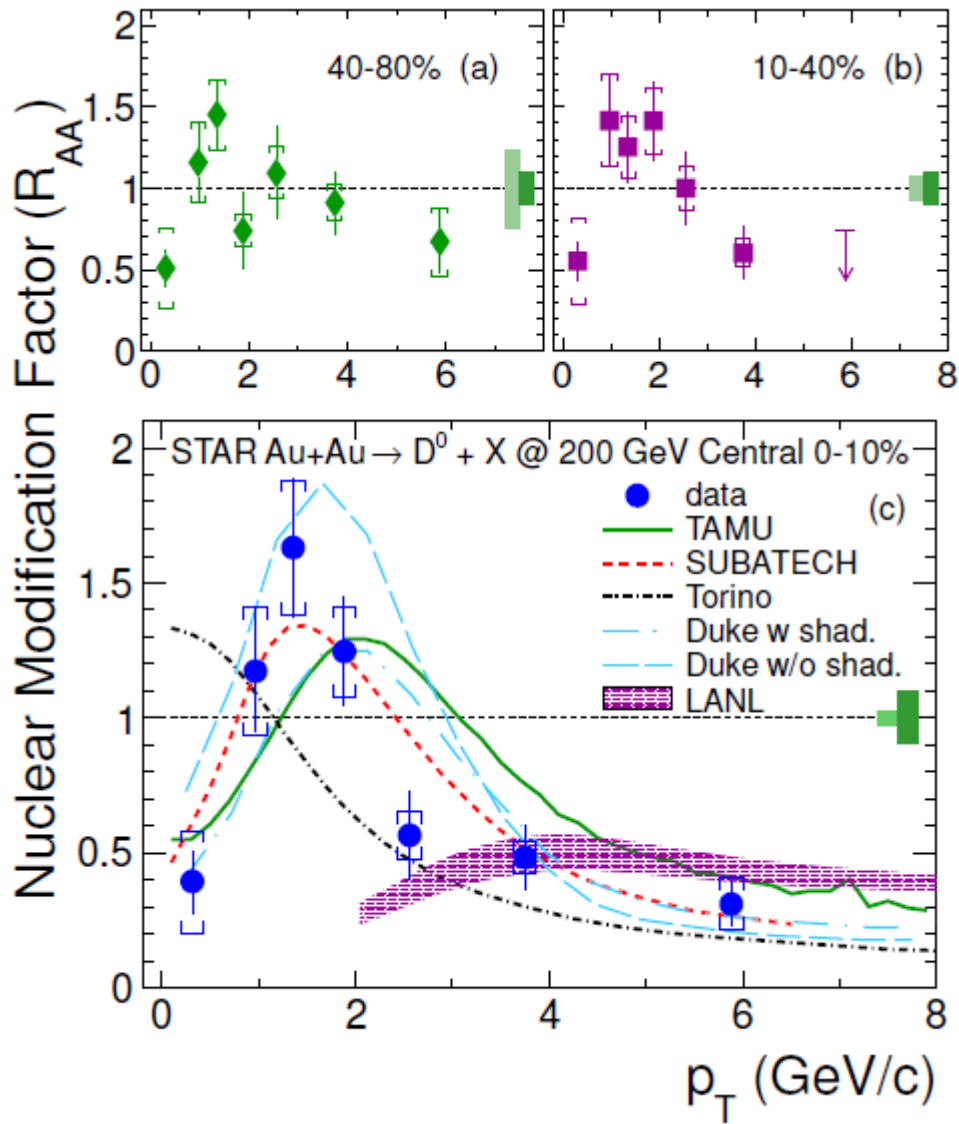 Nuclear Modification Factor (R_AA)
2
1.5
1
0.5
0
40-80% (a)
10-40% (b)
0 2 4 6
0 2 4 6 8
STAR Au+Au → D⁰ + X @ 200 GeV Central 0-10%
(c)
data
TAMU
SUBATECH
Torino
Duke w shad.
Duke w/o shad.
LANL
2
1.5
1
0.5
0
0 2 4 6 8
p_T (GeV/c)